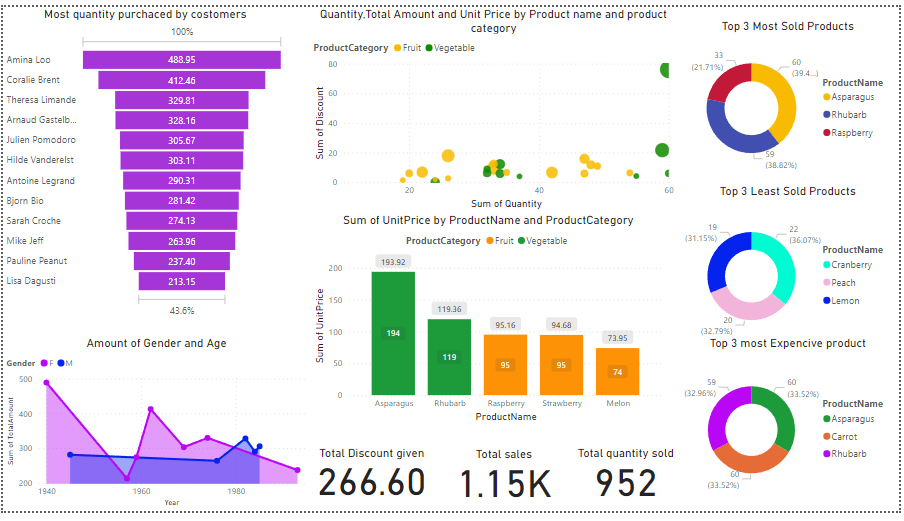 Most quantity purchaced by costomers
100%
Amina Loo 488.95
Coralie Brent 412.46
Theresa Limande 329.81
Arnaud Gastelb... 328.16
Julien Pomodoro 305.67
Hilde Vanderelst 303.11
Antoine Legrand 290.31
Bjorn Bio 281.42
Sarah Croche 274.13
Mike Jeff 263.96
Pauline Peanut 237.40
Lisa Dagusti 213.15
43.6%
Quantity,Total Amount and Unit Price by Product name and product
category
ProductCategory Fruit Vegetable
Sum of Discount
80
60
40
20
0
20 40 60
Sum of Quantity
Sum of UnitPrice by ProductName and ProductCategory
ProductCategory Fruit Vegetable
Sum of UnitPrice
200
150
100
50
0
193.92
194
119.36
119
95.16
95
94.68
95
73.95
74
Asparagus Rhubarb Raspberry Strawberry Melon
ProductName
Amount of Gender and Age
Gender F M
Sum of TotalAmount
500
400
300
200
1940 1960 1980
Year
Total Discount given
266.60
Total sales
1.15K
Total quantity sold
952
Top 3 Most Sold Products
33
(21.71%)
60
(39.4...)
59
(38.82%)
ProductName
Asparagus
Rhubarb
Raspberry
Top 3 Least Sold Products
19
(31.15%)
22
(36.07%)
20
(32.79%)
ProductName
Cranberry
Peach
Lemon
Top 3 most Expencive product
59
(32.96%)
60
(33.52%)
60
(33.52%)
ProductName
Asparagus
Carrot
Rhubarb